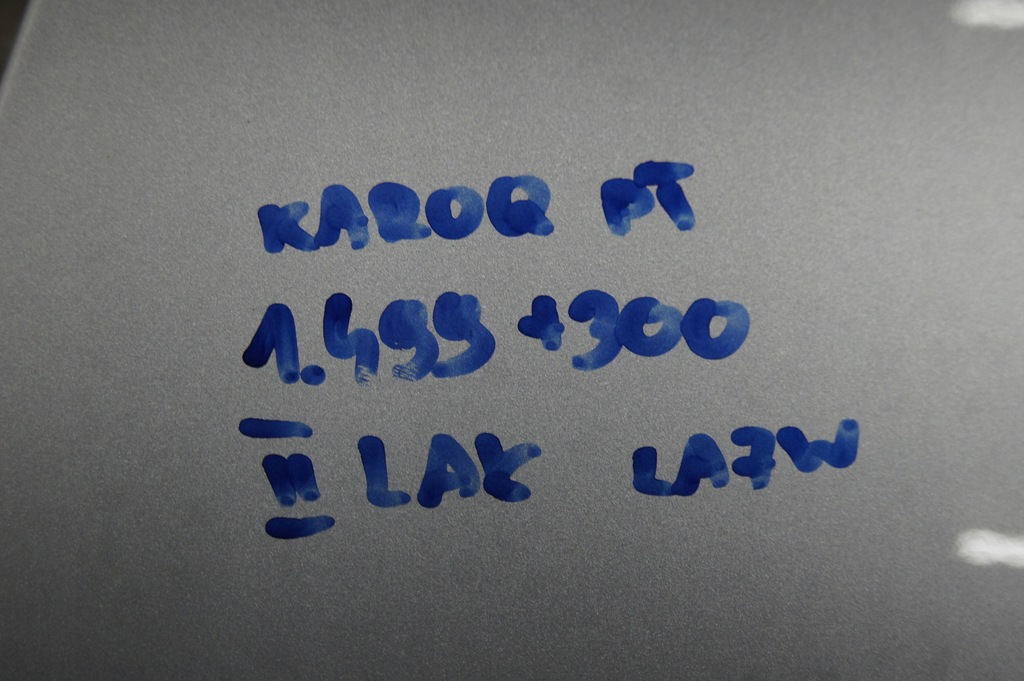 KAROQ PT
1.499 +300
II LAK LA7W